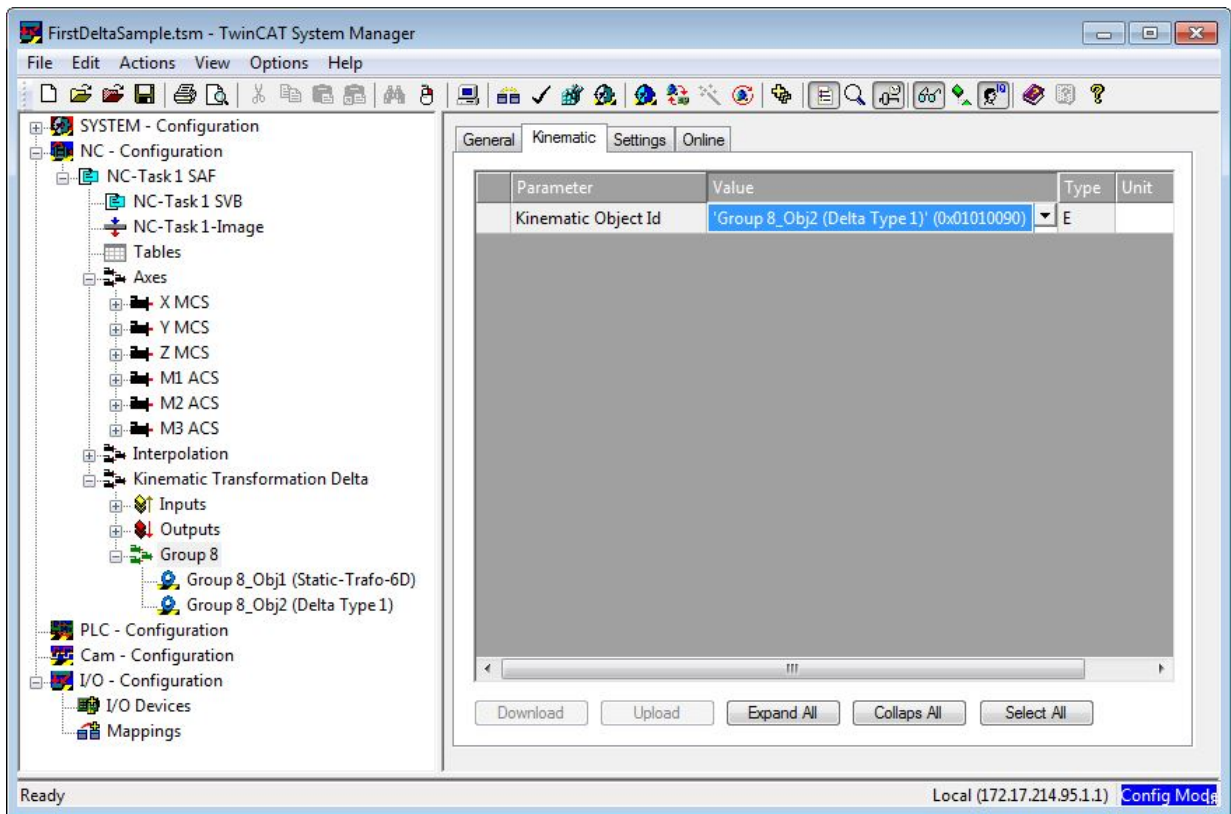 FirstDeltaSample.tsm - TwinCAT System Manager
File Edit Actions View Options Help
SYSTEM - Configuration
NC - Configuration
NC-Task 1 SAF
NC-Task 1 SVB
NC-Task 1-Image
Tables
Axes
X MCS
Y MCS
Z MCS
M1 ACS
M2 ACS
M3 ACS
Interpolation
Kinematic Transformation Delta
Inputs
Outputs
Group 8
Group 8_Obj1 (Static-Trafo-6D)
Group 8_Obj2 (Delta Type 1)
PLC - Configuration
Cam - Configuration
I/O - Configuration
I/O Devices
Mappings
General Kinematic Settings Online
Parameter Value Type Unit
Kinematic Object Id 'Group 8_Obj2 (Delta Type 1)' (0x01010090) E
Download Upload Expand All Collaps All Select All
Ready Local (172.17.214.95.1.1) Config Mode